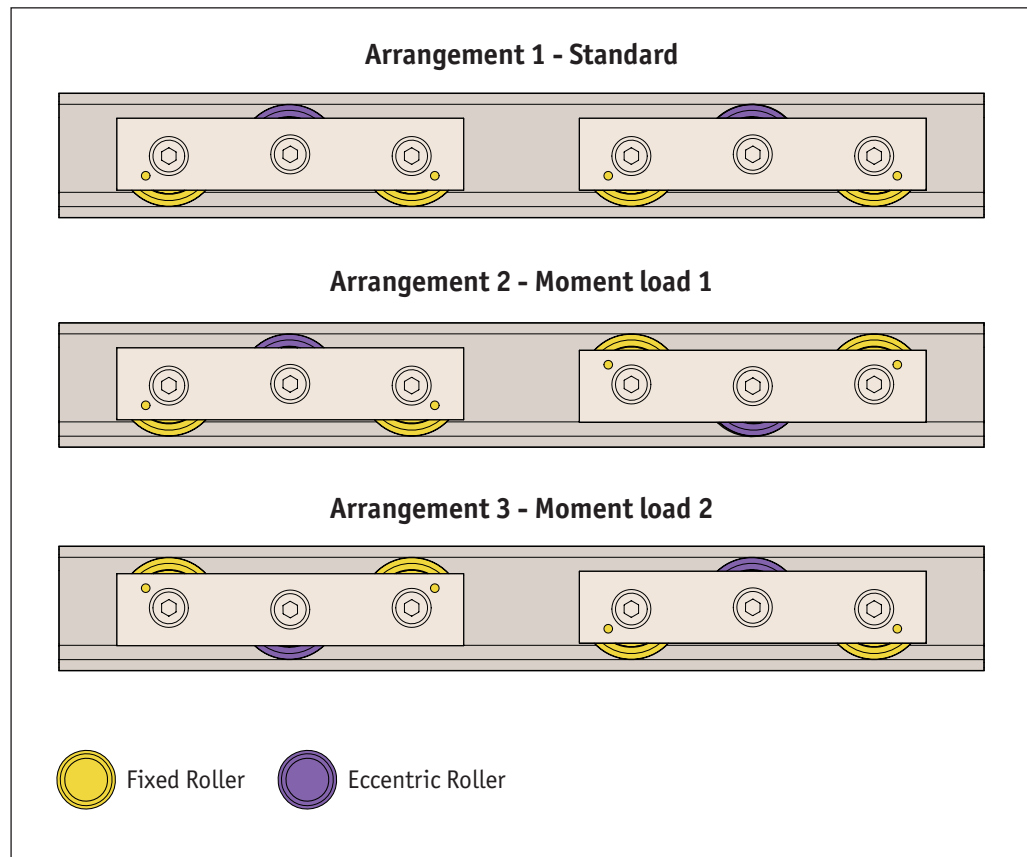 Arrangement 1 - Standard
Arrangement 2 - Moment load 1
Arrangement 3 - Moment load 2
Fixed Roller
Eccentric Roller